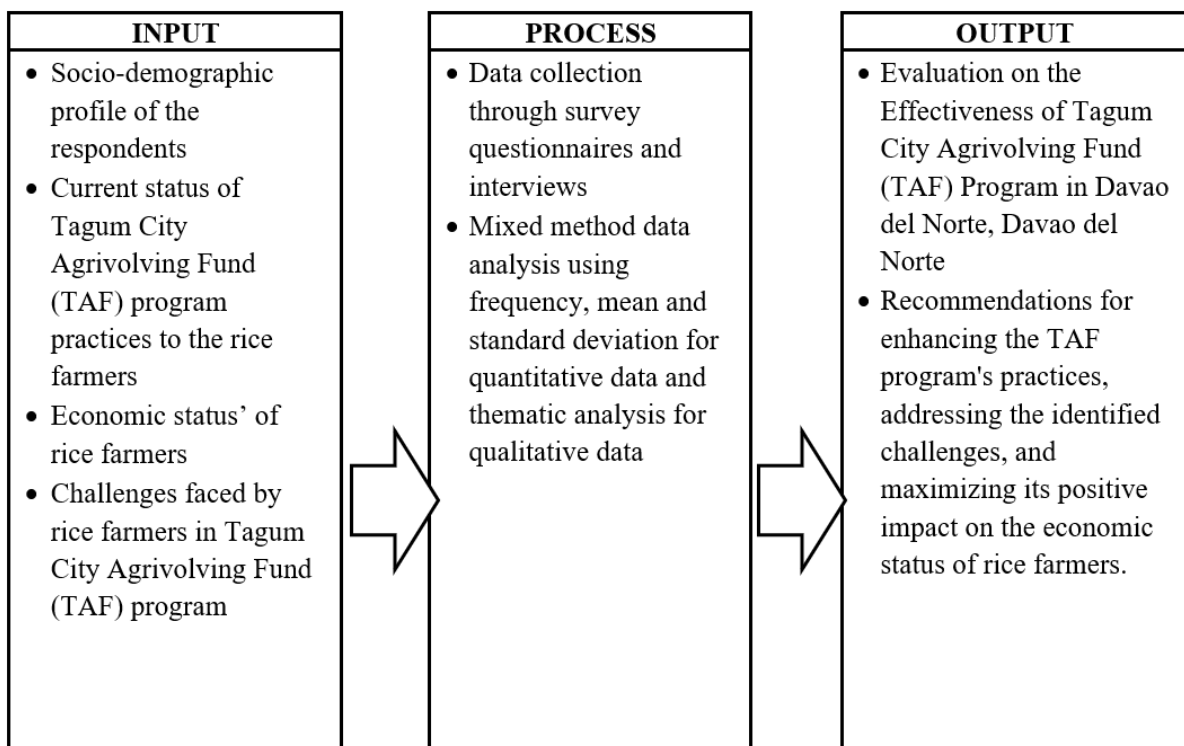 INPUT
• Socio-demographic
profile of the
respondents
• Current status of
Tagum City
Agrivolving Fund
(TAF) program
practices to the rice
farmers
• Economic status’ of
rice farmers
• Challenges faced by
rice farmers in Tagum
City Agrivolving Fund
(TAF) program
PROCESS
• Data collection
through survey
questionnaires and
interviews
• Mixed method data
analysis using
frequency, mean and
standard deviation for
quantitative data and
thematic analysis for
qualitative data
OUTPUT
• Evaluation on the
Effectiveness of Tagum
City Agrivolving Fund
(TAF) Program in Davao
del Norte, Davao del
Norte
• Recommendations for
enhancing the TAF
program's practices,
addressing the identified
challenges, and
maximizing its positive
impact on the economic
status of rice farmers.